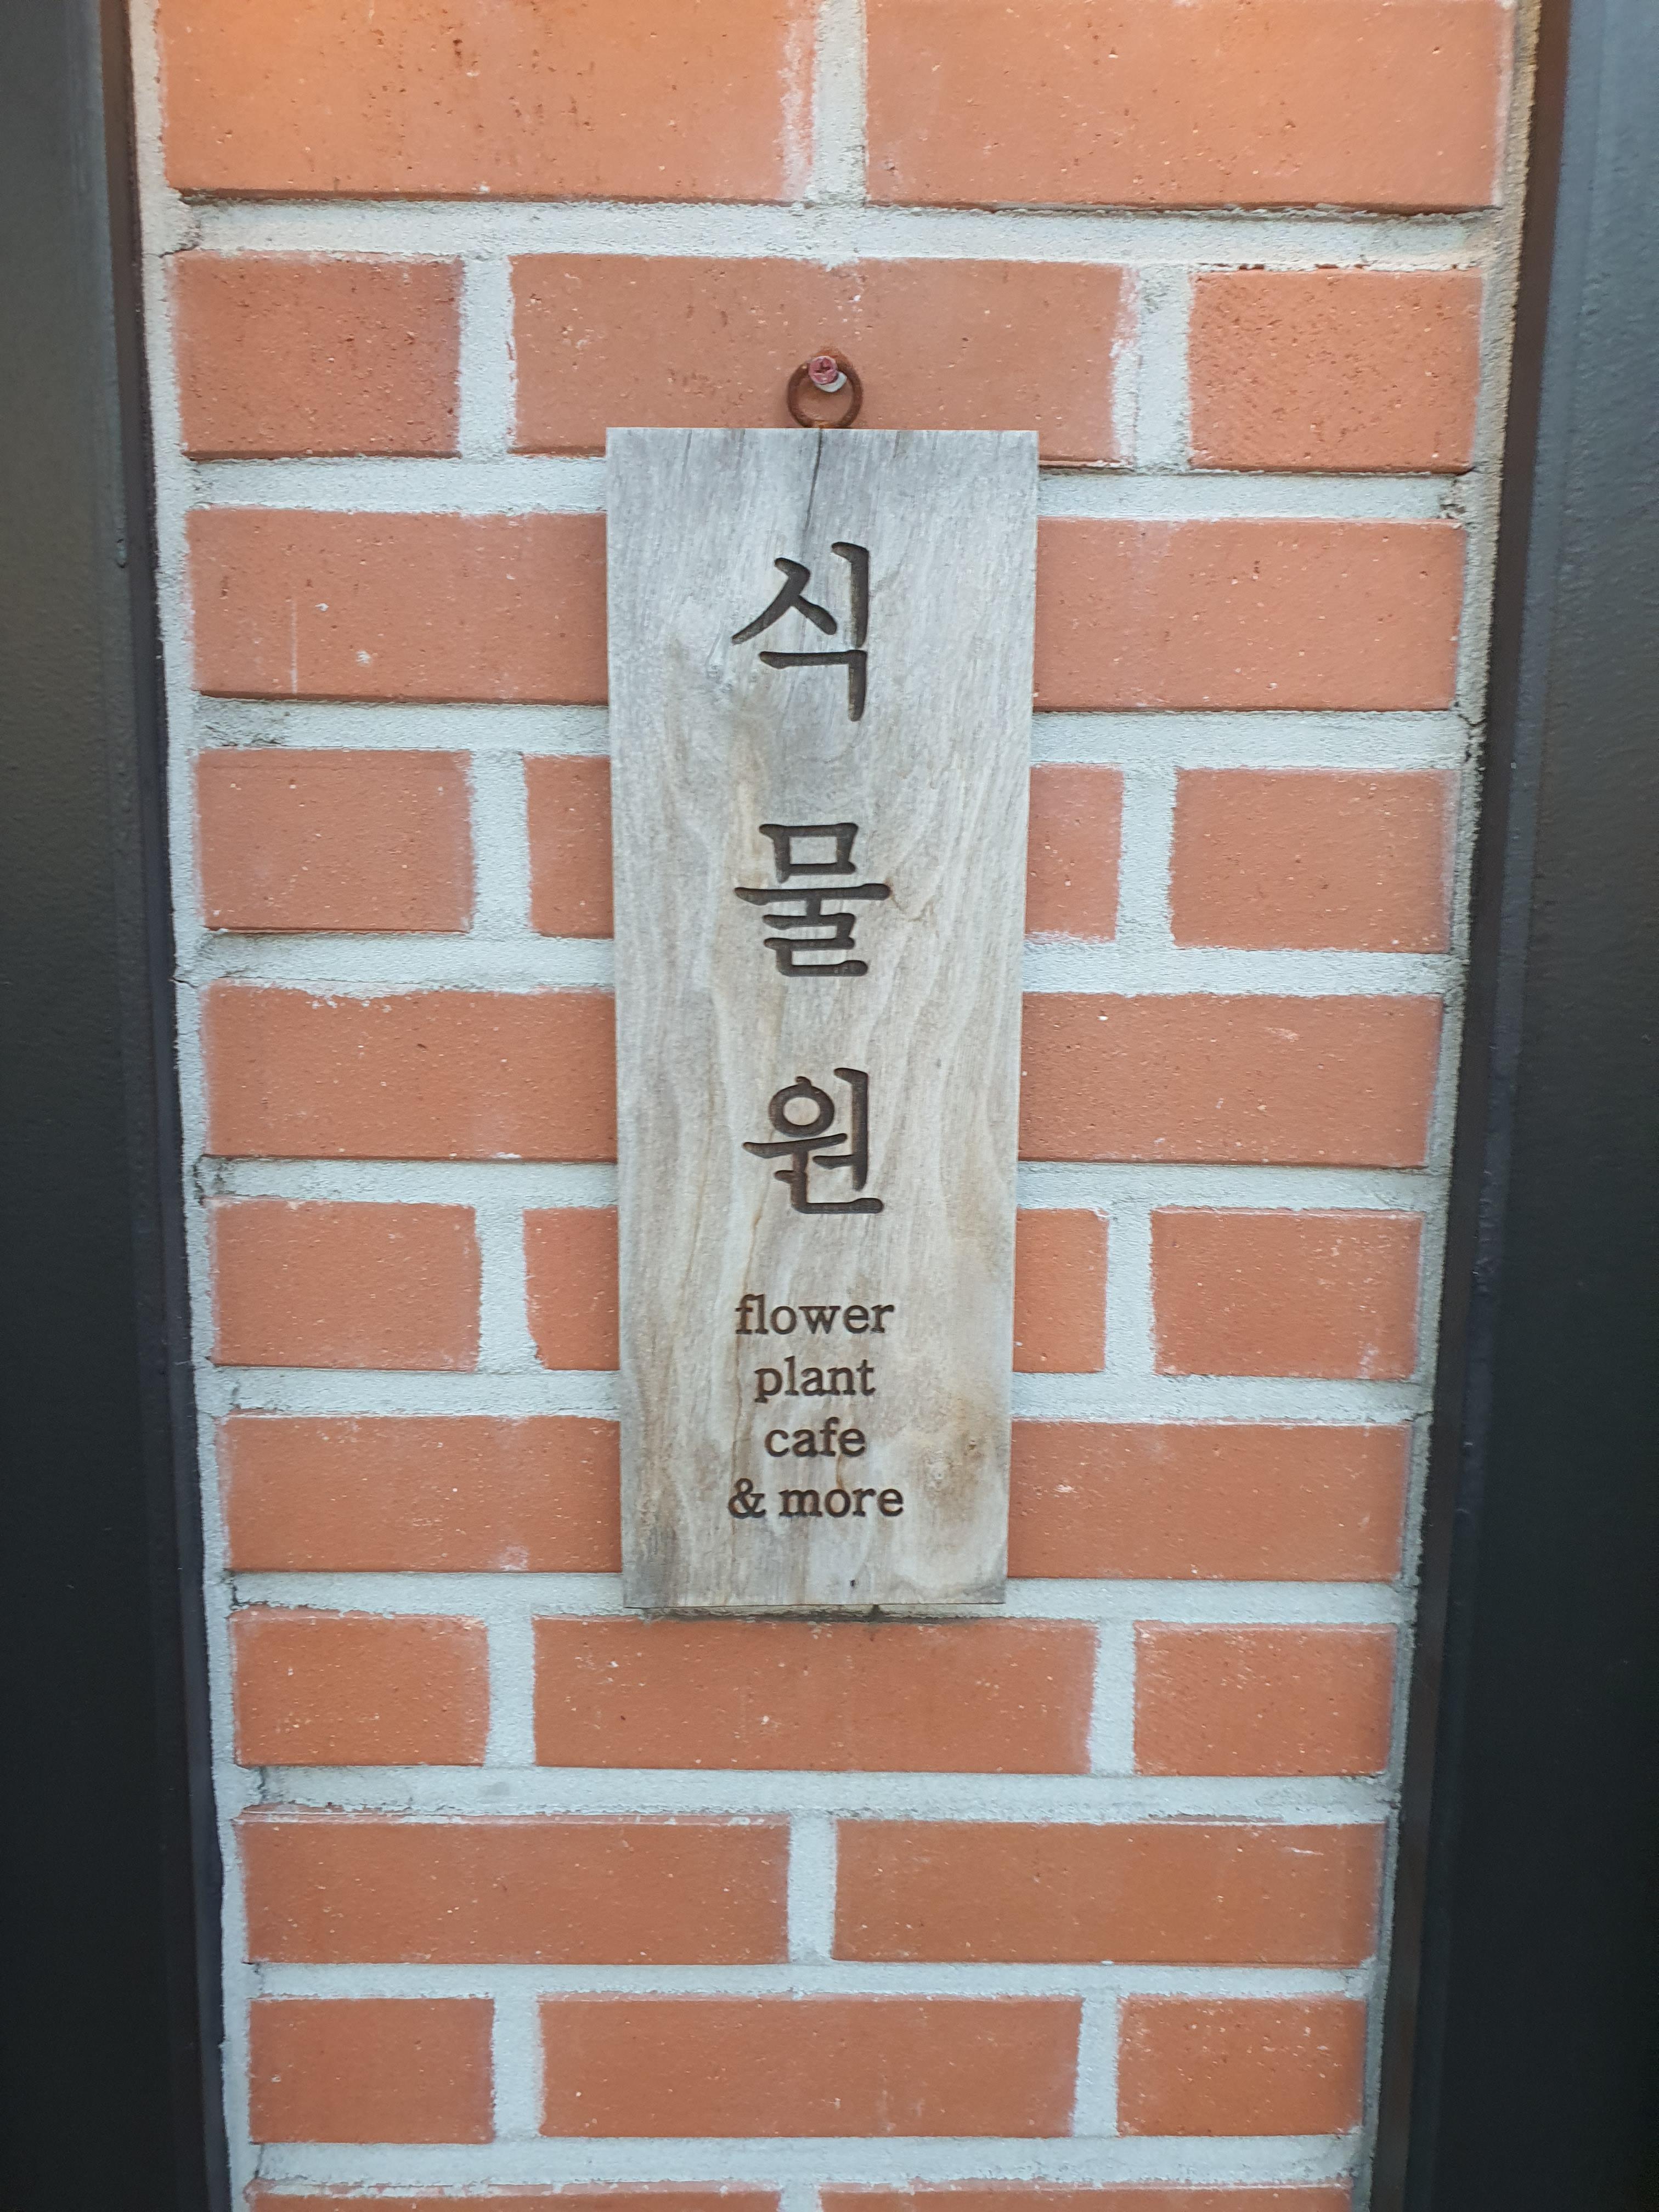 식
물
원
flower
plant
cafe
& more